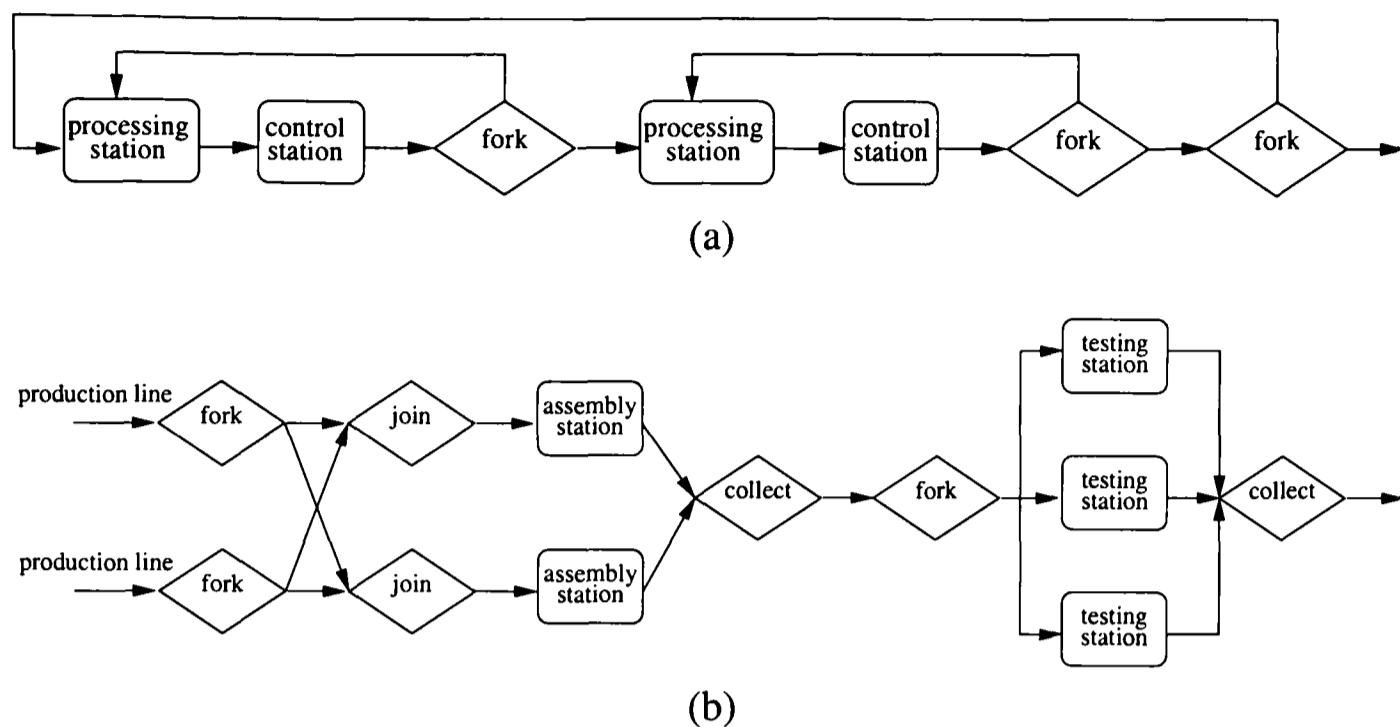 processing
station
control
station
fork
processing
station
control
station
fork
fork
(a)
production line
fork
join
assembly
station
production line
fork
join
assembly
station
collect
fork
testing
station
testing
station
testing
station
collect
(b)